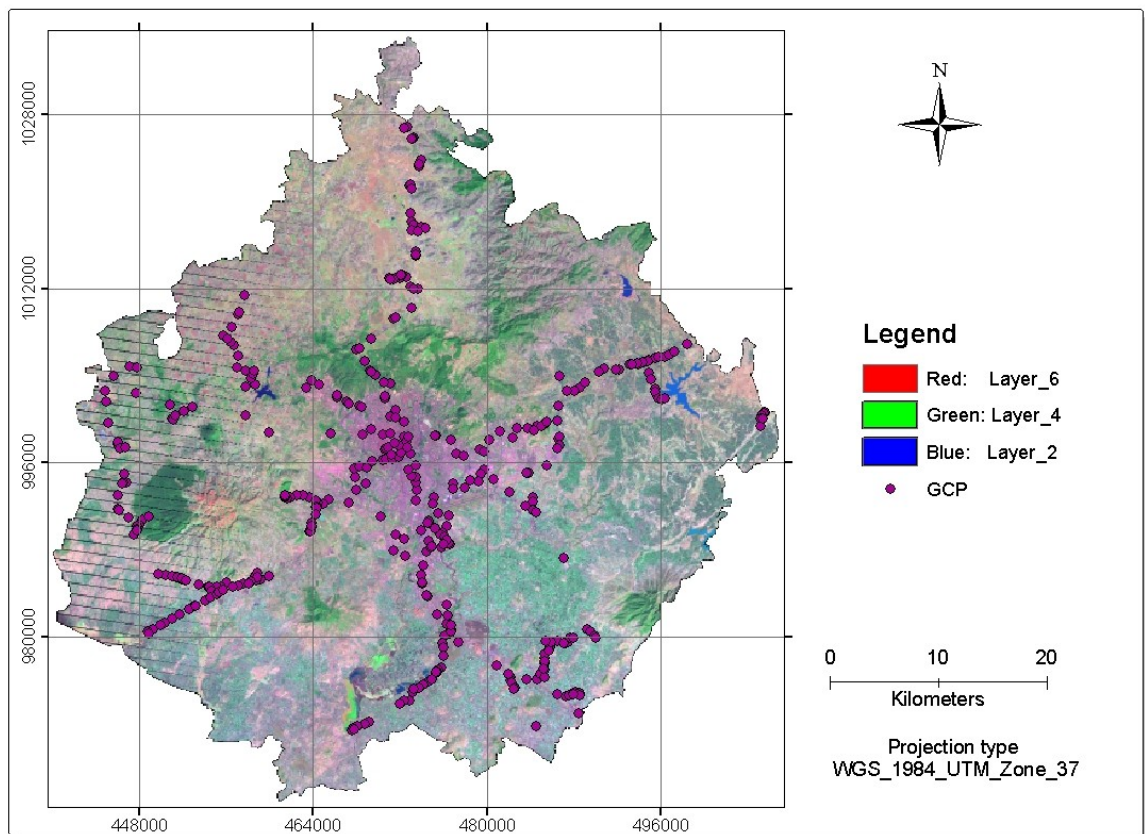 N
1028000
1012000
996000
980000
448000 464000 480000 496000
Legend
Red: Layer_6
Green: Layer_4
Blue: Layer_2
GCP
0 10 20
Kilometers
Projection type
WGS_1984_UTM_Zone_37